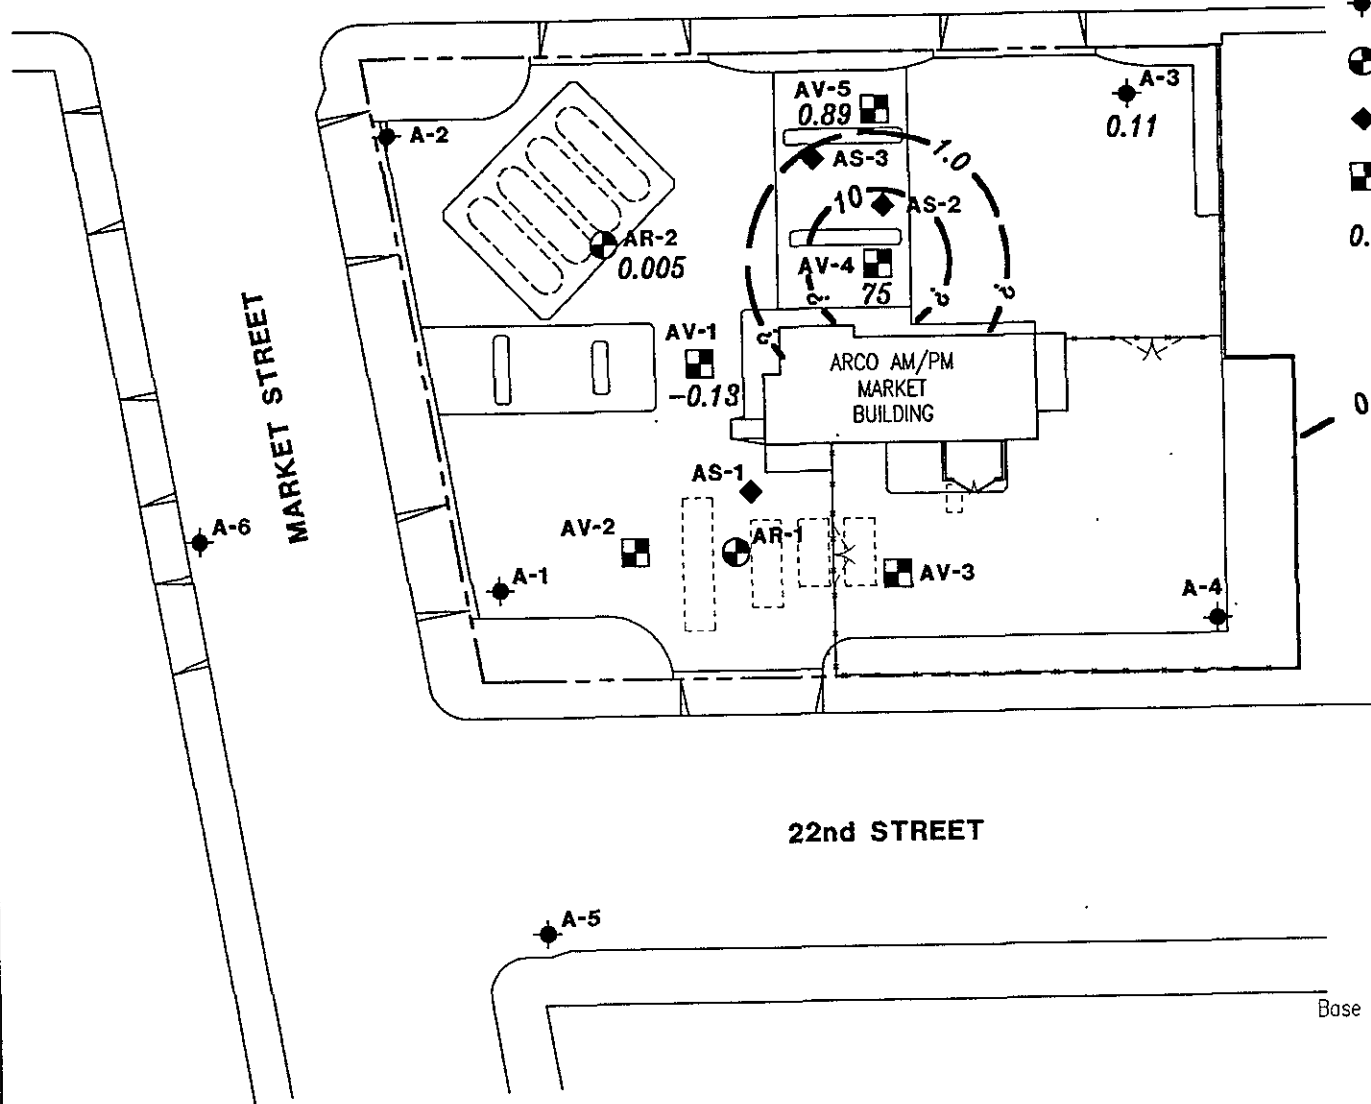 A-3
0.11
AV-5
0.89
A-2
1.0
AS-3
10
AS-2
AR-2
0.005
AV-4
75
?
?
?
?
0.
MARKET STREET
AV-1
-0.13
ARCO AM/PM
MARKET
BUILDING
0
AS-1
A-6
AV-2
AR-1
A-1
AV-3
A-4
22nd STREET
A-5
Base